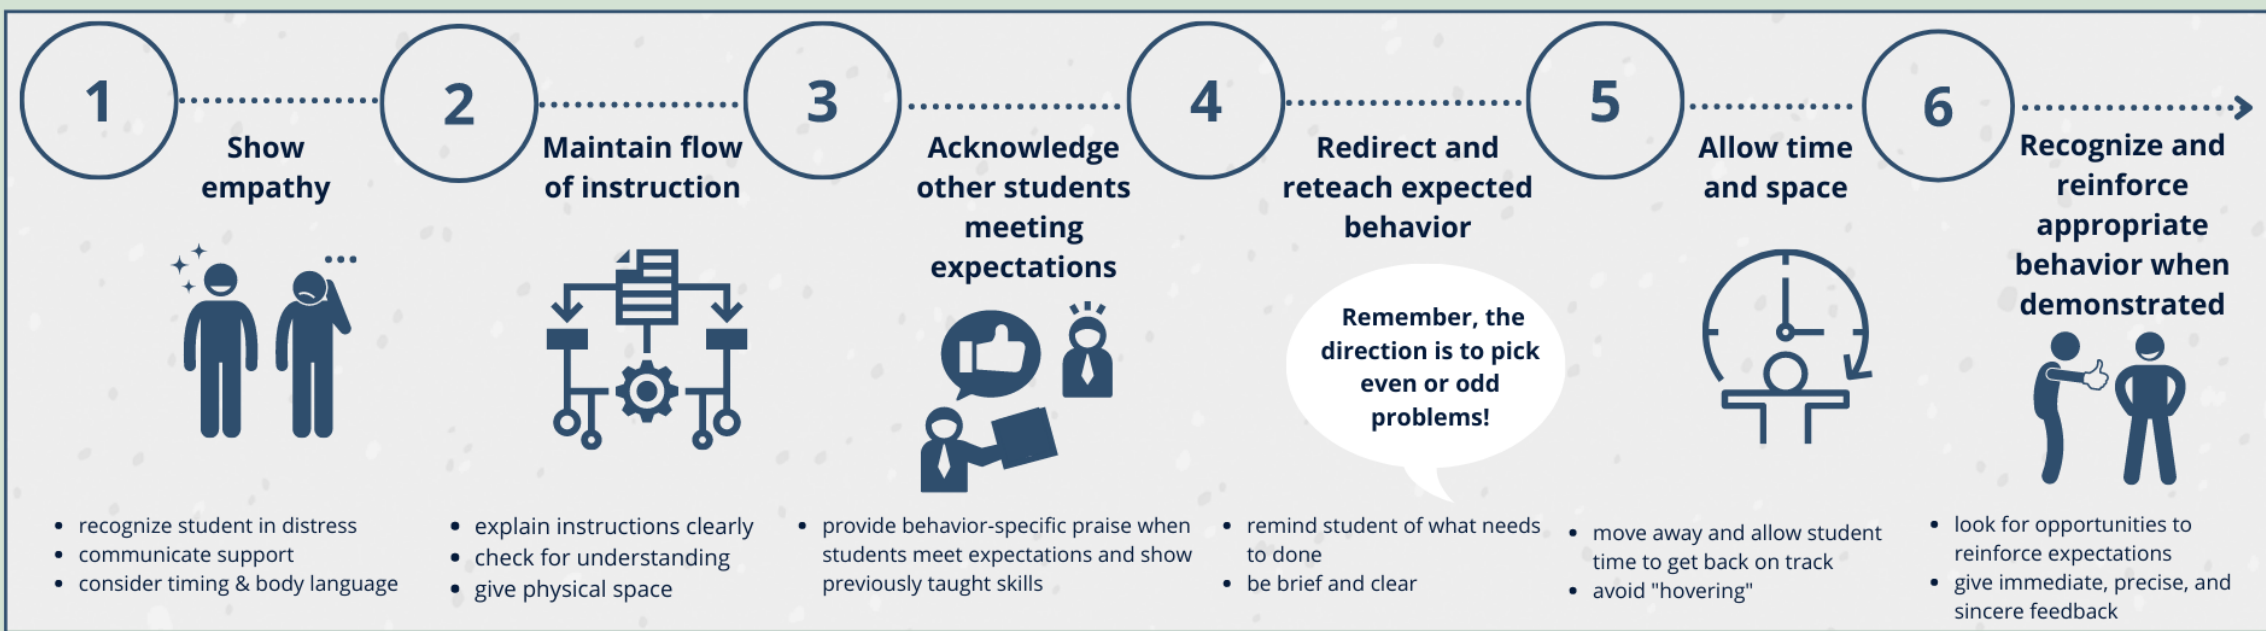 1
Show
empathy
• recognize student in distress
• communicate support
• consider timing & body language
2
Maintain flow
of instruction
• explain instructions clearly
• check for understanding
• give physical space
3
Acknowledge
other students
meeting
expectations
• provide behavior-specific praise when
students meet expectations and show
previously taught skills
4
Redirect and
reteach expected
behavior
Remember, the
direction is to pick
even or odd
problems!
• remind student of what needs
to done
• be brief and clear
5
Allow time
and space
• move away and allow student
time to get back on track
• avoid "hovering"
6
Recognize and
reinforce
appropriate
behavior when
demonstrated
• look for opportunities to
reinforce expectations
• give immediate, precise, and
sincere feedback